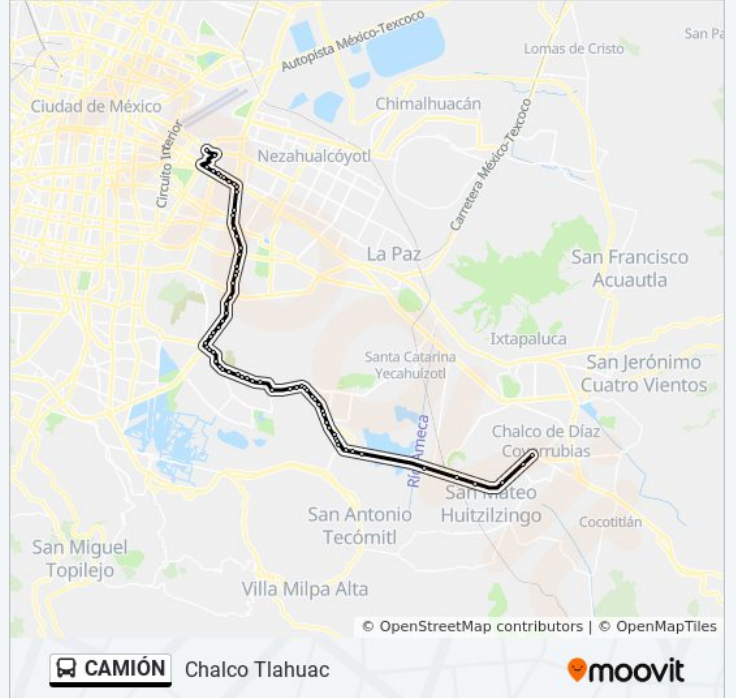 Autopista México-Texcoco
Lomas de Cristo
San Pa
Ciudad de México
Chimalhuacán
Circuito Interior
Nezahualcóyotl
Carretera México-Texcoco
La Paz
San Francisco
Acuautla
Ixtapaluca
Santa Catarina
Yecahuízotl
San Jerónimo
Cuatro Vientos
Río Ameca
Chalco de Díaz
Covarrubias
San Mateo
Huitzilzingo
San Antonio
Tecómitl
Cocotitlán
San Miguel
Topilejo
Villa Milpa Alta
© OpenStreetMap contributors | © OpenMapTiles
CAMIÓN Chalco Tlahuac
moovit